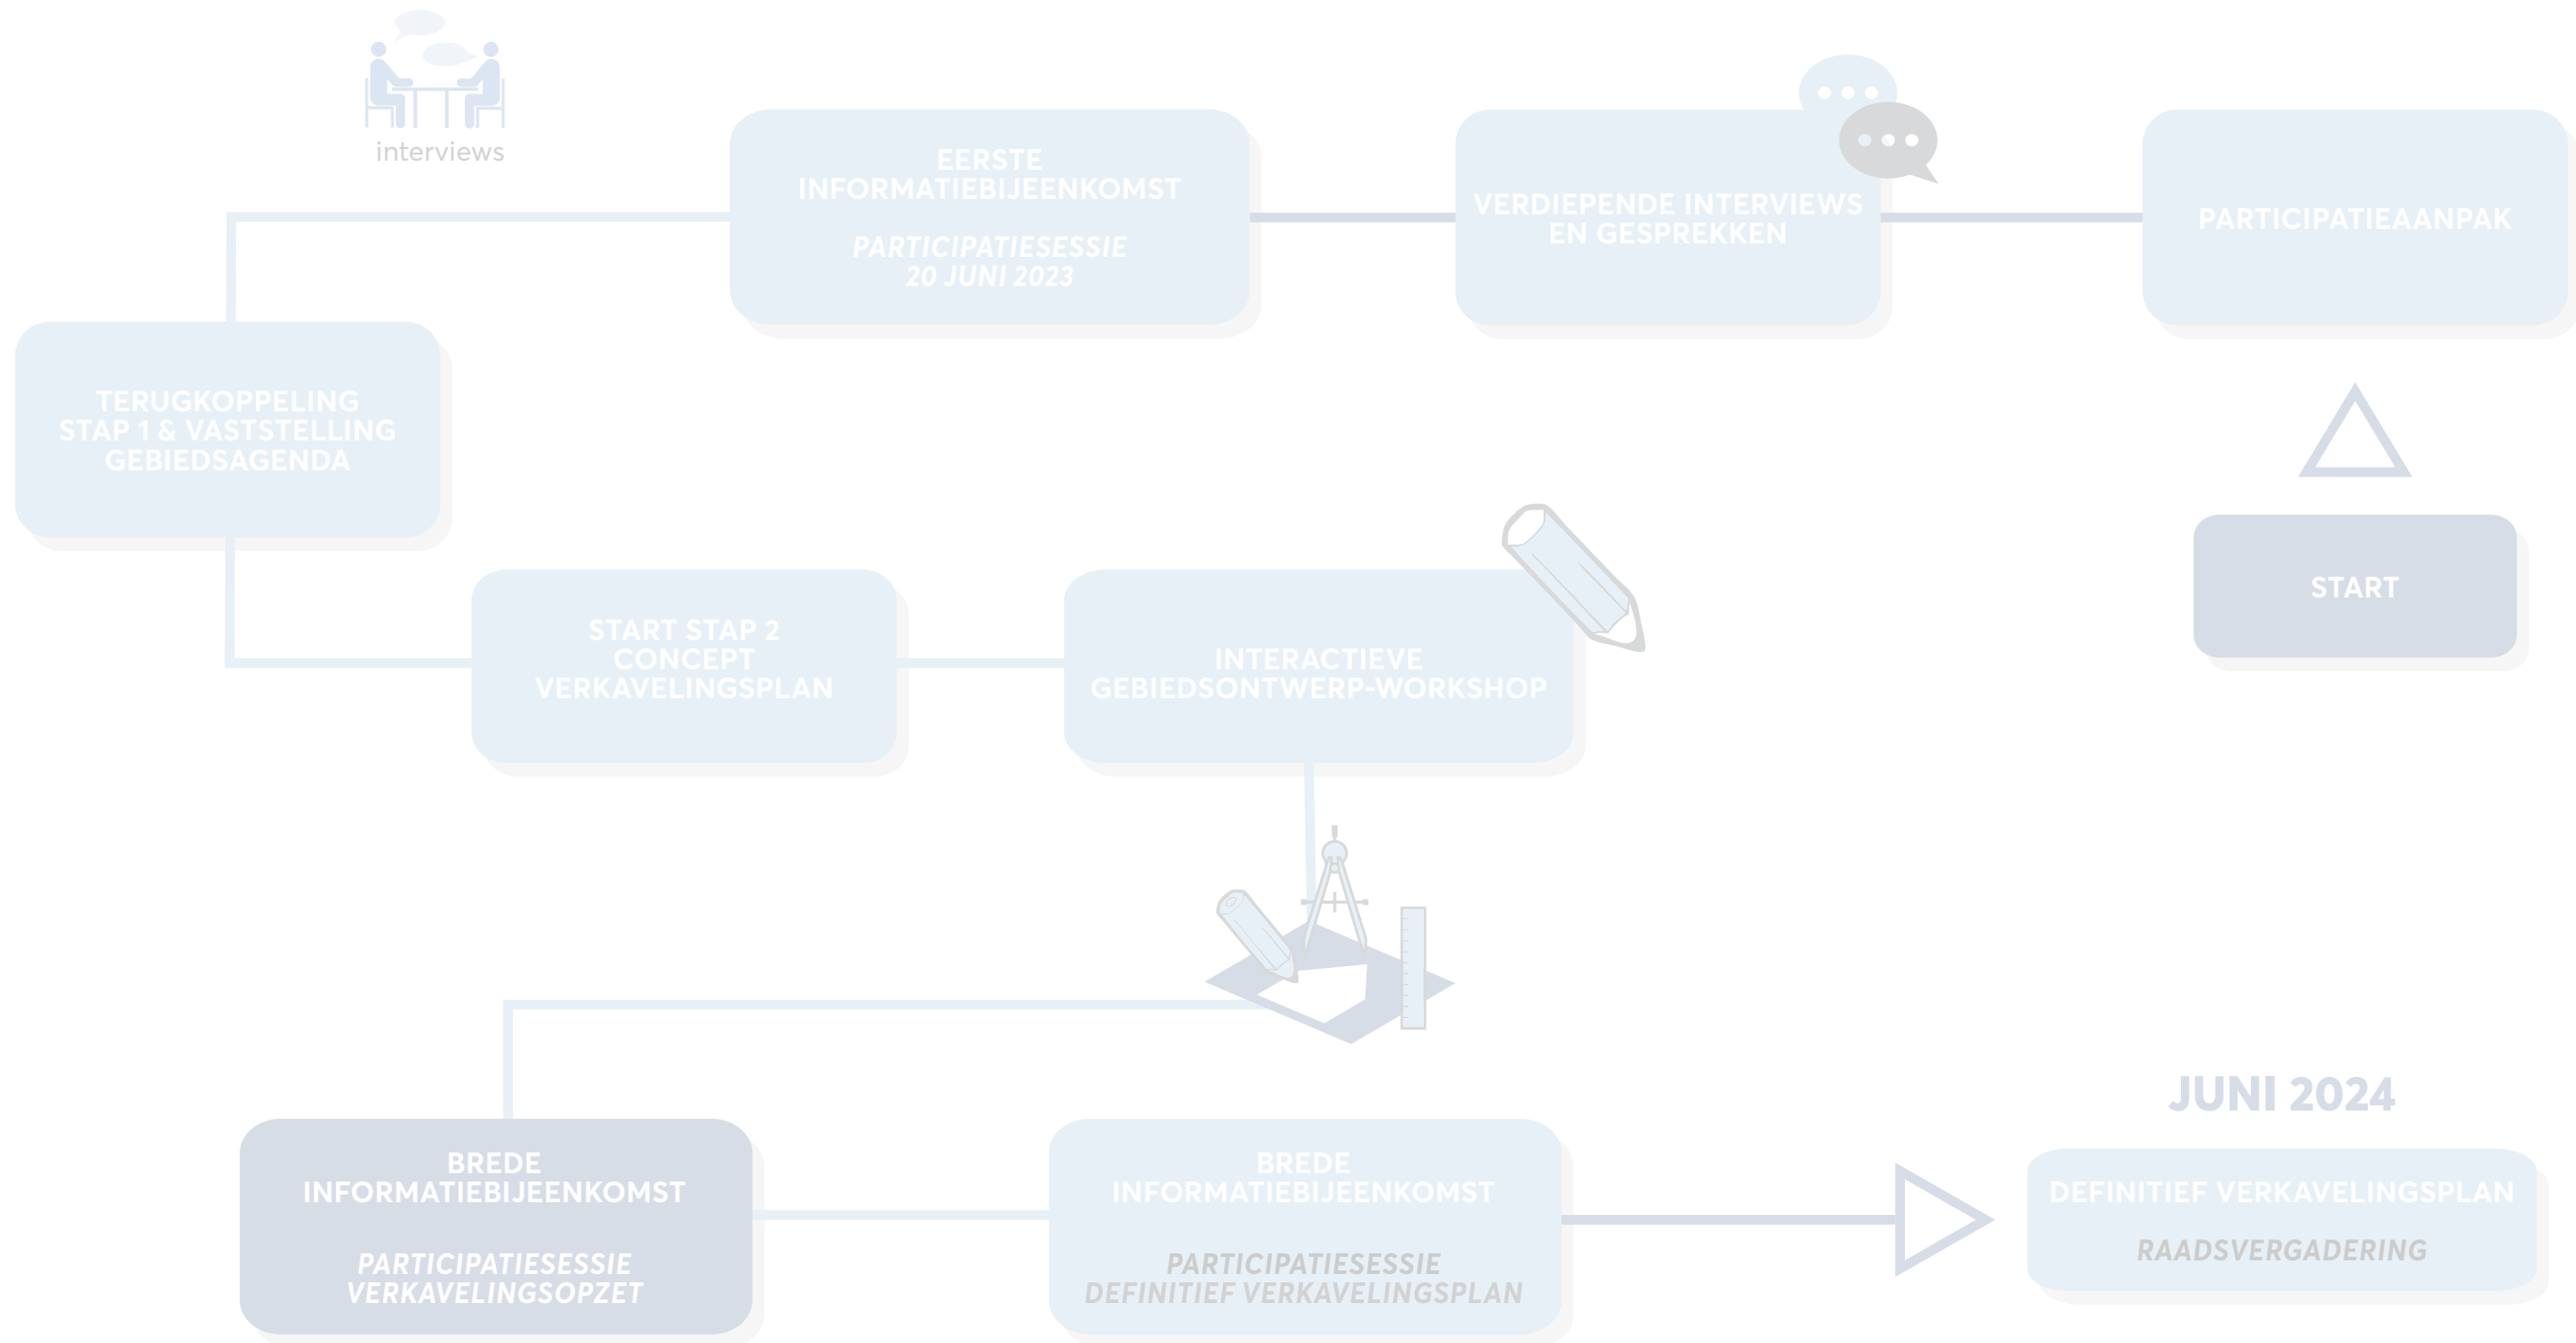 interviews
EERSTE
INFORMATIEBIJEENKOMST
PARTICIPATIESESSIE
20 JUNI 2023
VERDIEPENDE INTERVIEWS
EN GESPREKKEN
PARTICIPATIEAANPAK
TERUGKOPPELING
STAP 1 & VASTSTELLING
GEBIEDSAGENDA
START
START STAP 2
CONCEPT
VERKAVELINGSPLAN
INTERACTIEVE
GEBIEDSONTWERP-WORKSHOP
BREDE
INFORMATIEBIJEENKOMST
PARTICIPATIESESSIE
VERKAVELINGSOPZET
BREDE
INFORMATIEBIJEENKOMST
PARTICIPATIESESSIE
DEFINITIEF VERKAVELINGSPLAN
JUNI 2024
DEFINITIEF VERKAVELINGSPLAN
RAADSVERGADERING